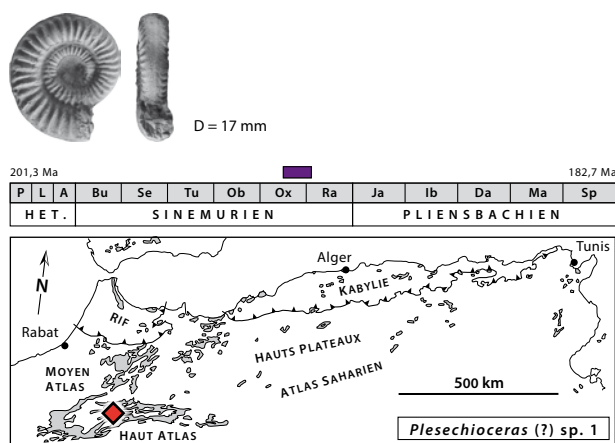 D = 17 mm
201,3 Ma 182,7 Ma
P L A Bu Se Tu Ob Ox Ra Ja Ib Da Ma Sp
HET. SINEMURIEN PLIENSBACHIEN
Tunis
Alger
N
KABYLIE
RIF
Rabat
HAUTS PLATEAUX
MOYEN
ATLAS
ATLAS SAHARIEN
500 km
HAUT ATLAS
Plesechioceras (?) sp. 1